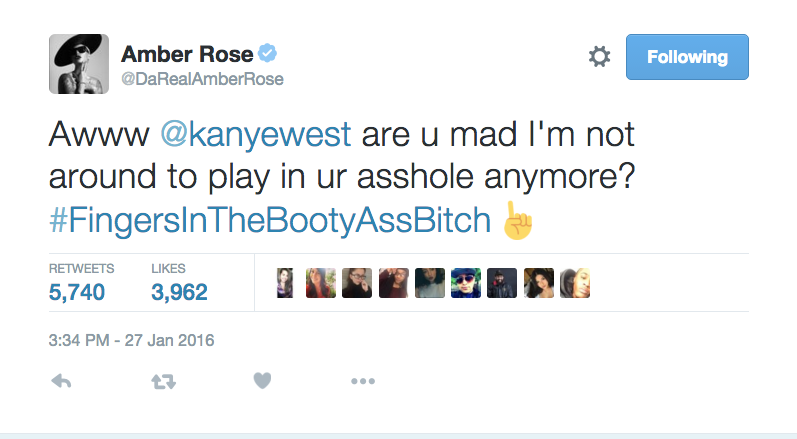 Amber Rose
@DaRealAmberRose
Following
Awww @kanyewest are u mad I'm not
around to play in ur asshole anymore?
#FingersInTheBootyAssBitch☝
RETWEETS LIKES
5,740 3,962
3:34 PM - 27 Jan 2016